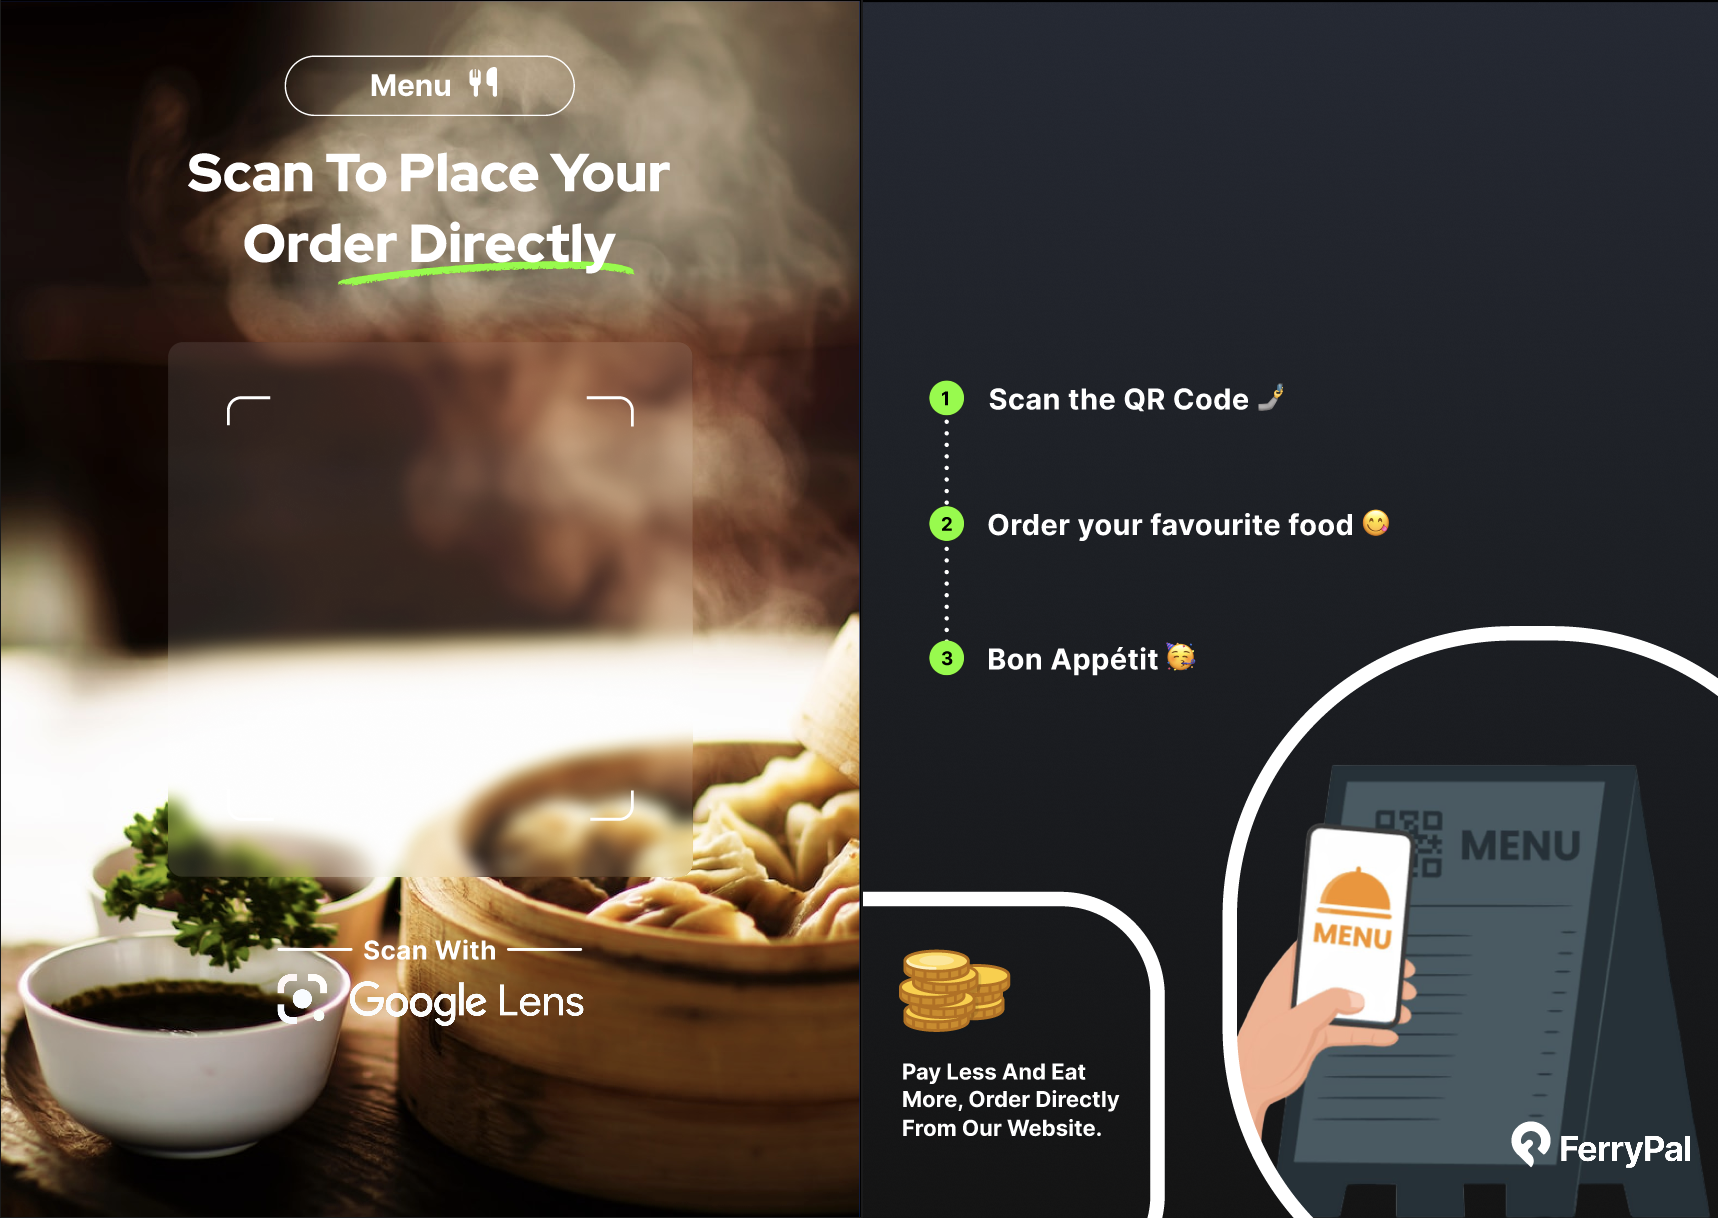 Menu
Scan To Place Your
Order Directly
Scan With
Google Lens
1 Scan the QR Code
2 Order your favourite food
3 Bon Appétit
MENU
MENU
Pay Less And Eat
More, Order Directly
From Our Website.
FerryPal